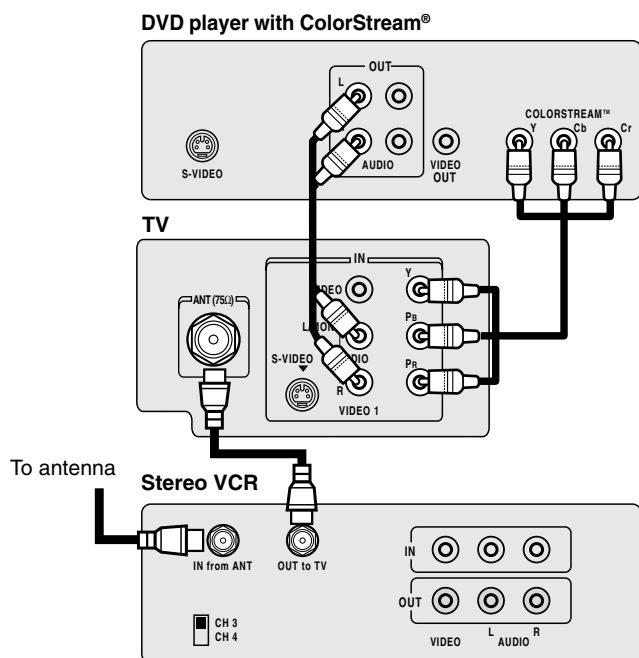 DVD player with ColorStream®
OUT
L
COLORSTREAM™
Y
Cb
Cr
S-VIDEO
AUDIO
VIDEO
OUT
TV
IN
ANT (75Ω)
Y
PB
S-VIDEO
PR
R
VIDEO 1
To antenna
Stereo VCR
IN
IN from ANT
OUT to TV
OUT
CH 3
CH 4
VIDEO
L
AUDIO
R